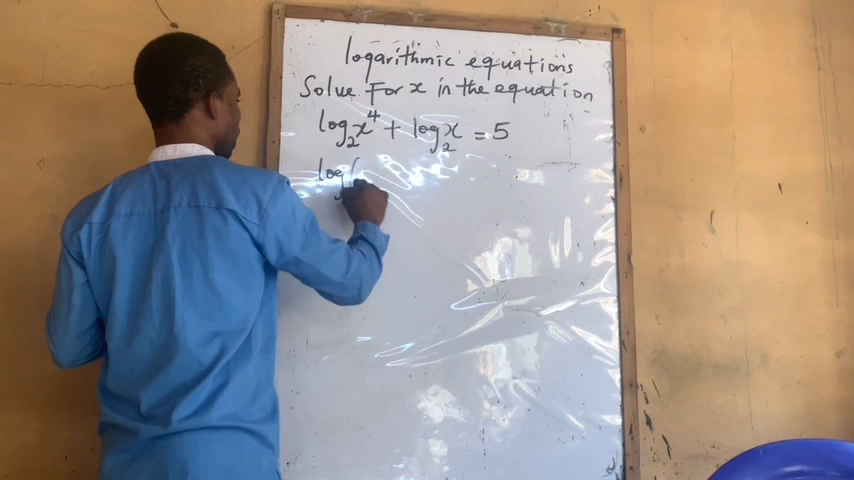 logarithmic equations
Solve For x in the equation
log₂x⁴ + log₂x = 5
log(